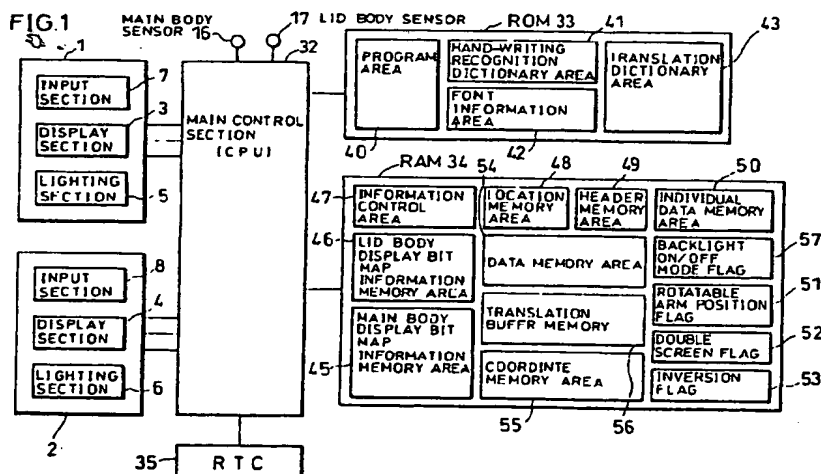 FIG.1
MAIN BODY
SENSOR 16
17 LID BODY SENSOR
32
ROM 33
41
43
1
7
INPUT
SECTION
3
DISPLAY
SECTION
LIGHTING
SECTION
5
MAIN CONTROL
SECTION
(CPU)
PROGRAM
AREA
HAND-WRITING
RECOGNITION
DICTIONARY AREA
FONT
INFORMATION
AREA
TRANSLATION
DICTIONARY
AREA
40
42
54
RAM 34
48
49
50
47
INFORMATION
CONTROL
AREA
LOCATION
MEMORY
AREA
HEADER
MEMORY
AREA
INDIVIDUAL
DATA MEMORY
AREA
46
LID BODY
DISPLAY BIT
MAP
INFORMATION
MEMORY AREA
DATA MEMORY AREA
BACKLIGHT
ON/OFF
MODE FLAG
57
8
INPUT
SECTION
4
DISPLAY
SECTION
LIGHTING
SECTION
6
2
45
MAIN BODY
DISPLAY BIT
MAP
INFORMATION
MEMORY AREA
TRANSLATION
BUFFR MEMORY
COORDINTE
MEMORY AREA
ROTATABLE
ARM POSITION
FLAG
51
DOUBLE
SCREEN FLAG
52
INVERSION
FLAG
53
55
56
35
RTC